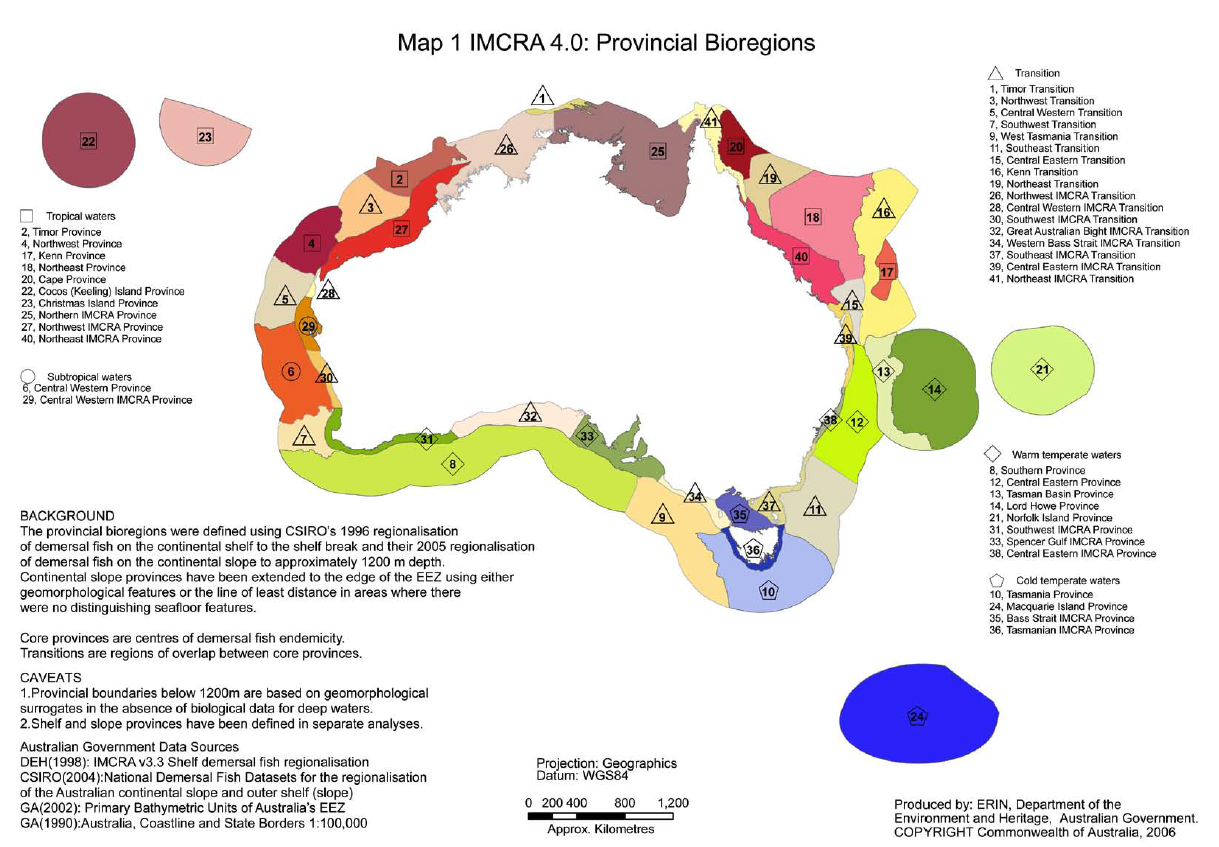 Map 1 IMCRA 4.0: Provincial Bioregions
Transition
1, Timor Transition
3, Northwest Transition
5, Central Western Transition
7, Southwest Transition
9, West Tasmania Transition
11, Southeast Transition
15, Central Eastern Transition
16, Kenn Transition
19, Northeast Transition
26, Northwest IMCRA Transition
28, Central Western IMCRA Transition
30, Southwest IMCRA Transition
32, Great Australian Bight IMCRA Transition
34, Western Bass Strait IMCRA Transition
37, Southeast IMCRA Transition
39, Central Eastern IMCRA Transition
41, Northeast IMCRA Transition
Tropical waters
2, Timor Province
4, Northwest Province
17, Kenn Province
18, Northeast Province
20, Cape Province
22, Cocos (Keeling) Island Province
23, Christmas Island Province
25, Northern IMCRA Province
27, Northwest IMCRA Province
40, Northeast IMCRA Province
Subtropical waters
6, Central Western Province
29, Central Western IMCRA Province
22
23
1
26
25
41
20
2
19
3
27
18
16
4
40
17
5
28
15
29
39
6
30
13
14
21
7
31
32
33
38
12
8
9
34
35
37
11
36
10
24
Warm temperate waters
8, Southern Province
12, Central Eastern Province
13, Tasman Basin Province
14, Lord Howe Province
21, Norfolk Island Province
31, Southwest IMCRA Province
33, Spencer Gulf IMCRA Province
38, Central Eastern IMCRA Province
Cold temperate waters
10, Tasmania Province
24, Macquarie Island Province
35, Bass Strait IMCRA Province
36, Tasmanian IMCRA Province
BACKGROUND
The provincial bioregions were defined using CSIRO's 1996 regionalisation
of demersal fish on the continental shelf to the shelf break and their 2005 regionalisation
of demersal fish on the continental slope to approximately 1200 m depth.
Continental slope provinces have been extended to the edge of the EEZ using either
geomorphological features or the line of least distance in areas where there
were no distinguishing seafloor features.
Core provinces are centres of demersal fish endemicity.
Transitions are regions of overlap between core provinces.
CAVEATS
1.Provincial boundaries below 1200m are based on geomorphological
surrogates in the absence of biological data for deep waters.
2.Shelf and slope provinces have been defined in separate analyses.
Australian Government Data Sources
DEH(1998): IMCRA v3.3 Shelf demersal fish regionalisation
CSIRO(2004):National Demersal Fish Datasets for the regionalisation
of the Australian continental slope and outer shelf (slope)
GA(2002): Primary Bathymetric Units of Australia's EEZ
GA(1990):Australia, Coastline and State Borders 1:100,000
Projection: Geographics
Datum: WGS84
0 200 400 800 1,200
Approx. Kilometres
Produced by: ERIN, Department of the
Environment and Heritage, Australian Government.
COPYRIGHT Commonwealth of Australia, 2006